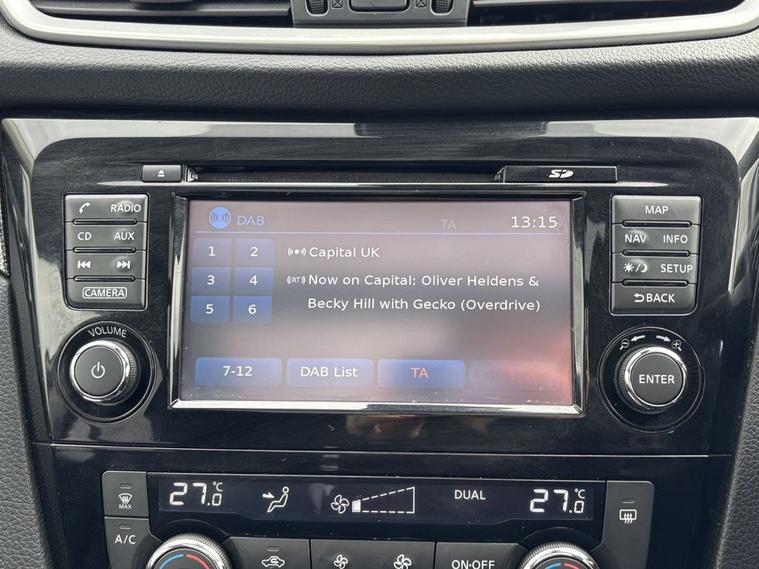 SD
RADIO
CD AUX
CAMERA
VOLUME
DAB TA 13:15
1 2 Capital UK
3 4 (RT) Now on Capital: Oliver Heldens &
Becky Hill with Gecko (Overdrive)
5 6
7-12 DAB List TA
MAP
NAV INFO
SETUP
BACK
ENTER
27.0 °C DUAL 27.0 °C
MAX
A/C
ON·OFF